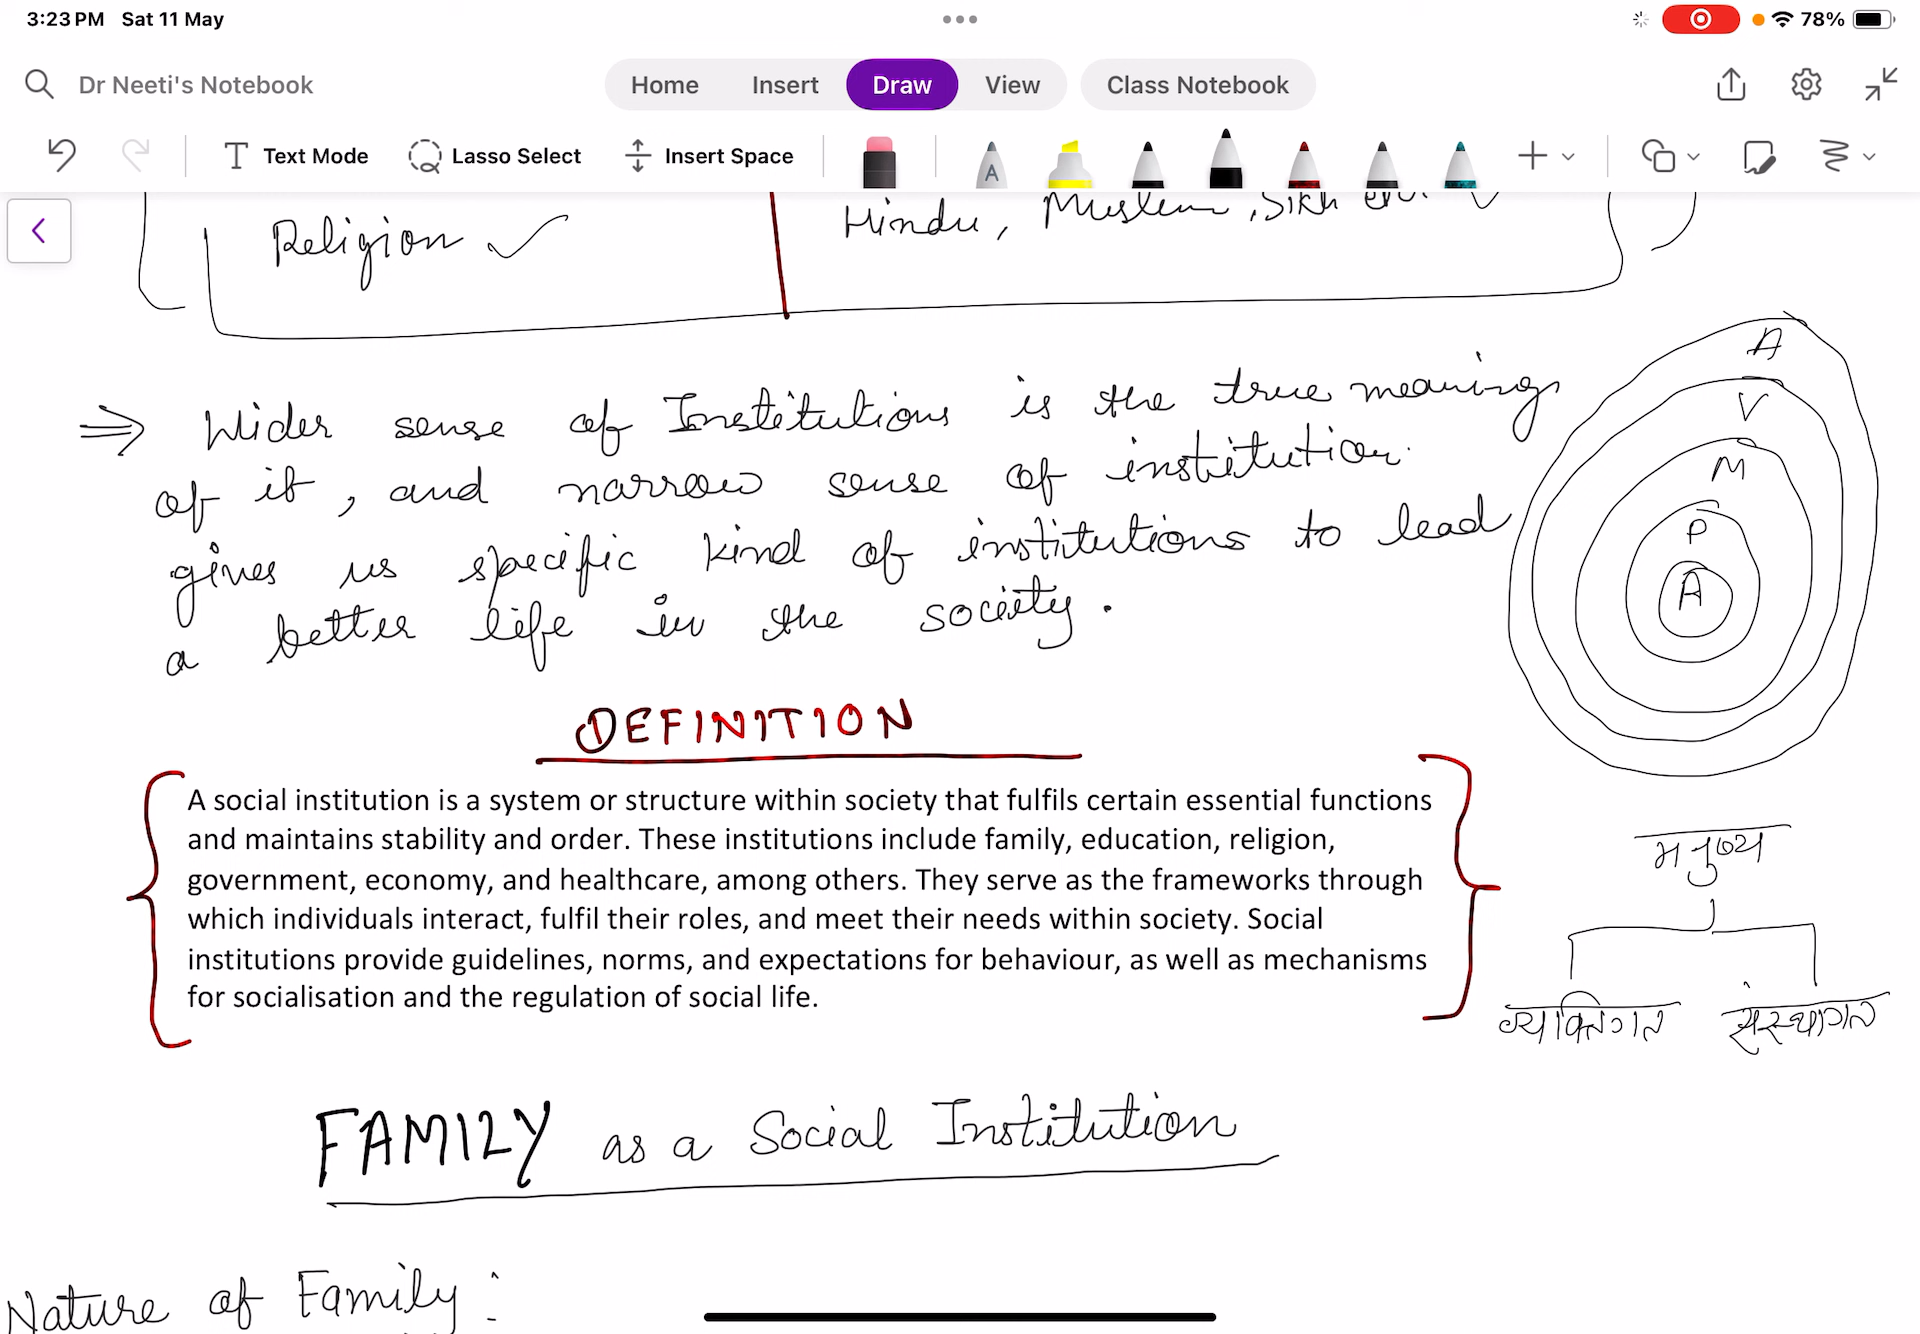 3:23 PM Sat 11 May
78%
Dr Neeti's Notebook
Home Insert Draw View Class Notebook
Text Mode Lasso Select Insert Space
A
Religion Hindu, Muslem, Sikh
⇒ Wider sense of Institutions is the true meaning
of it, and narrow sense of institution
gives us specific kind of institutions to lead
a better life in the society.
A
V
M
P
A
DEFINITION
A social institution is a system or structure within society that fulfils certain essential functions
and maintains stability and order. These institutions include family, education, religion,
government, economy, and healthcare, among others. They serve as the frameworks through
which individuals interact, fulfil their roles, and meet their needs within society. Social
institutions provide guidelines, norms, and expectations for behaviour, as well as mechanisms
for socialisation and the regulation of social life.
मनुष्य
व्यक्तिगत संस्थागत
FAMILY as a Social Institution
Nature of Family :